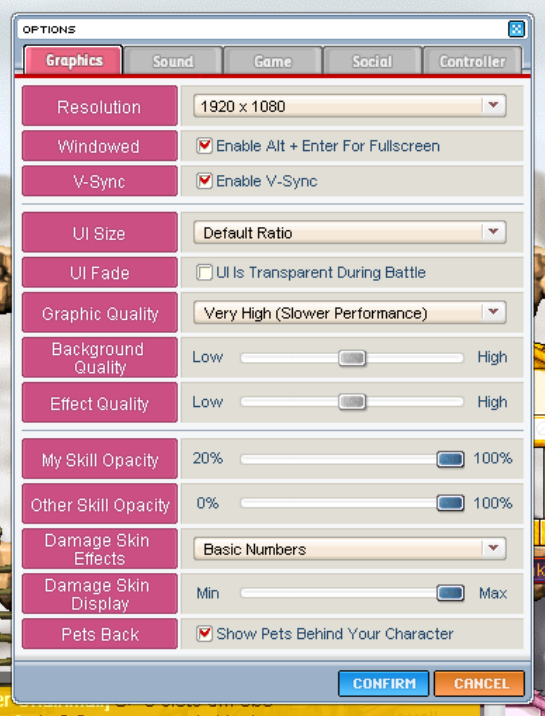 OPTIONS
Graphics Sound Game Social Controller
Resolution 1920 x 1080
Windowed Enable Alt + Enter For Fullscreen
V-Sync Enable V-Sync
UI Size Default Ratio
UI Fade UI Is Transparent During Battle
Graphic Quality Very High (Slower Performance)
Background
Quality Low High
Effect Quality Low High
My Skill Opacity 20% 100%
Other Skill Opacity 0% 100%
Damage Skin
Effects Basic Numbers
Damage Skin
Display Min Max
Pets Back Show Pets Behind Your Character
CONFIRM CANCEL